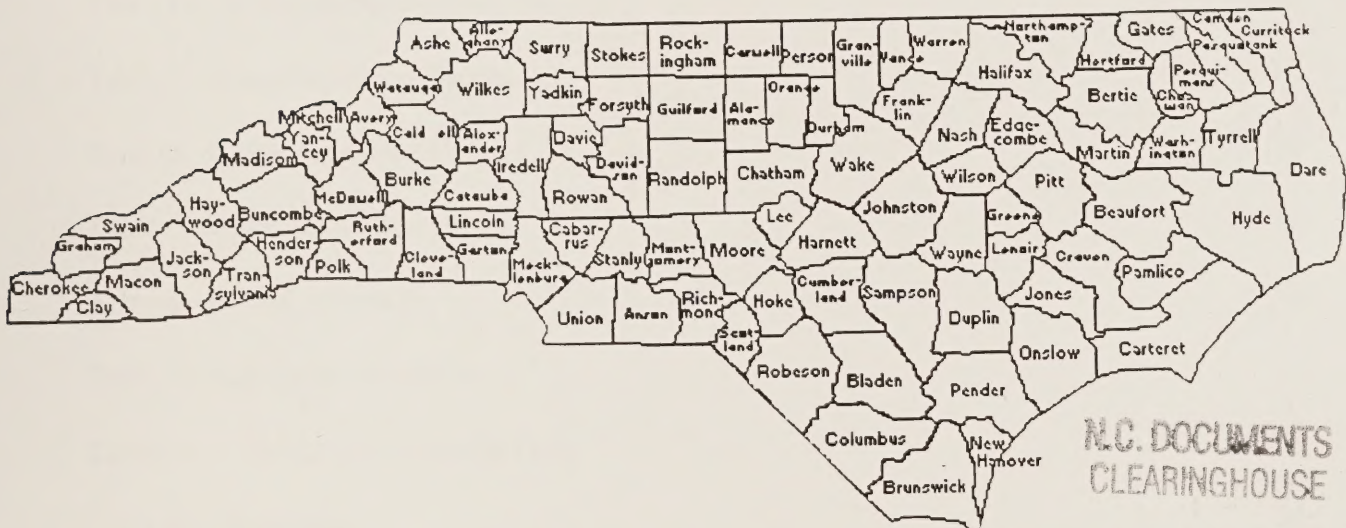 Ashe
Alle-
ghany
Surry
Stokes
Rock-
ingham
Caswell
Person
Gran-
ville
Vance
Warren
Northamp-
ton
Gates
Camden
Currituck
Pasquotank
Hertford
Halifax
Perqui-
mans
Cho-
wan
Bertie
Watauga
Wilkes
Yadkin
Forsyth
Guilford
Ala-
mance
Orange
Durham
Frank-
lin
Nash
Edge-
combe
Martin
Wash-
ington
Tyrrell
Dare
Mitchell
Avery
Yan-
cey
Cald ell
Alex-
ander
Davie
Iredell
David-
son
Randolph
Chatham
Wake
Wilson
Pitt
Beaufort
Hyde
Madison
McDowell
Burke
Catawba
Rowan
Hay-
wood
Buncombe
Ruth-
erford
Lincoln
Cabar-
rus
Lee
Johnston
Greene
Swain
Graham
Jack-
son
Hender-
son
Polk
Cleve-
land
Gaston
Meck-
lenburg
Stanly
Mont-
gomery
Moore
Harnett
Wayne
Lenoir
Craven
Pamlico
Cherokee
Macon
Clay
Tran-
sylvania
Union
Anson
Rich-
mond
Scot-
land
Hoke
Cumber-
land
Sampson
Duplin
Jones
Onslow
Carteret
Robeson
Bladen
Pender
Columbus
Brunswick
New
Hanover
N.C. DOCUMENTS
CLEARINGHOUSE